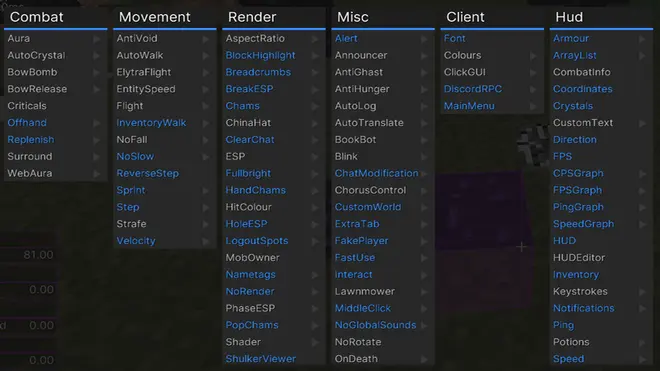 Combat
Aura
AutoCrystal
BowBomb
BowRelease
Criticals
Offhand
Replenish
Surround
WebAura
Movement
AntiVoid
AutoWalk
ElytraFlight
EntitySpeed
Flight
InventoryWalk
NoFall
NoSlow
ReverseStep
Sprint
Step
Strafe
Velocity
Render
AspectRatio
BlockHighlight
Breadcrumbs
BreakESP
Chams
ChinaHat
ClearChat
ESP
Fullbright
HandChams
HitColour
HoleESP
LogoutSpots
MobOwner
Nametags
NoRender
PhaseESP
PopChams
Shader
ShulkerViewer
Misc
Alert
Announcer
AntiGhast
AntiHunger
AutoLog
AutoTranslate
BookBot
Blink
ChatModification
ChorusControl
CustomWorld
ExtraTab
FakePlayer
FastUse
Interact
Lawnmower
MiddleClick
NoGlobalSounds
NoRotate
OnDeath
Client
Font
Colours
ClickGUI
DiscordRPC
MainMenu
Hud
Armour
ArrayList
CombatInfo
Coordinates
Crystals
CustomText
Direction
FPS
CPSGraph
FPSGraph
PingGraph
SpeedGraph
HUD
HUDEditor
Inventory
Keystrokes
Notifications
Ping
Potions
Speed
81.00
0.00
0.00
0.00